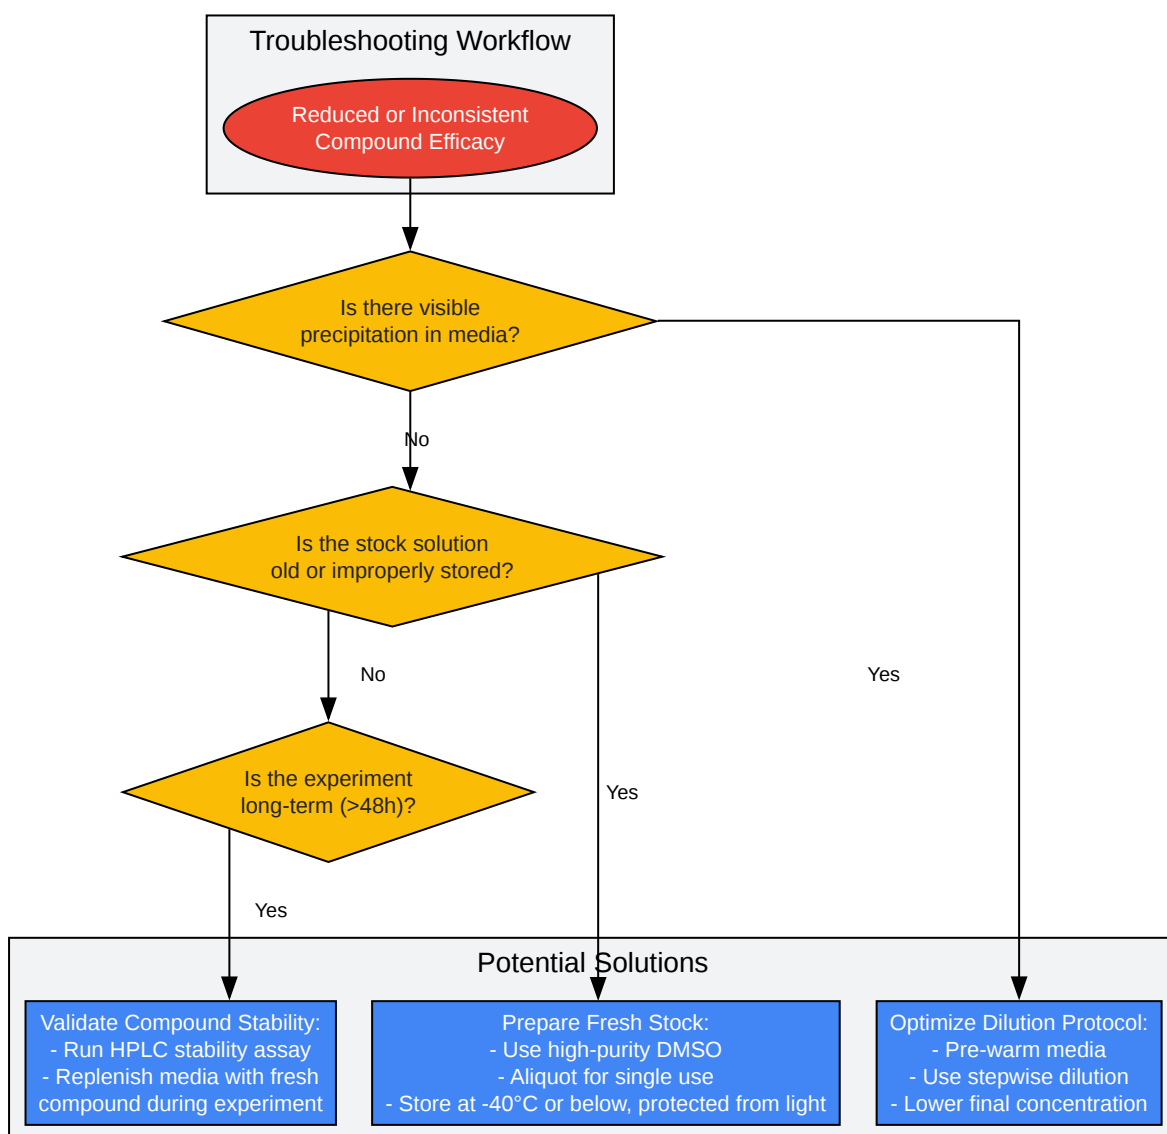 Troubleshooting Workflow
Reduced or Inconsistent
Compound Efficacy
Is there visible
precipitation in media?
No
Is the stock solution
old or improperly stored?
No
Yes
Is the experiment
long-term (>48h)?
Yes
Yes
Potential Solutions
Validate Compound Stability:
- Run HPLC stability assay
- Replenish media with fresh
compound during experiment
Prepare Fresh Stock:
- Use high-purity DMSO
- Aliquot for single use
- Store at -40°C or below, protected from light
Optimize Dilution Protocol:
- Pre-warm media
- Use stepwise dilution
- Lower final concentration